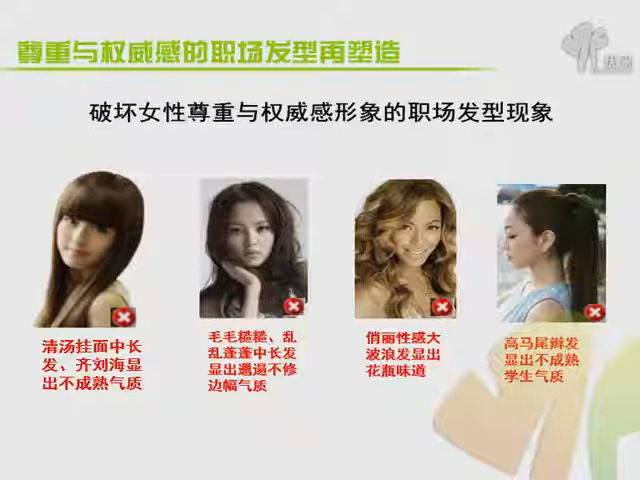 尊重与权威感的职场发型再塑造
破坏女性尊重与权威感形象的职场发型现象
清汤挂面中长
发、齐刘海显
出不成熟气质
毛毛糙糙、乱
乱蓬蓬中长发
显出邋遢不修
边幅气质
俏丽性感大
波浪发显出
花瓶味道
高马尾辫发
显出不成熟
学生气质